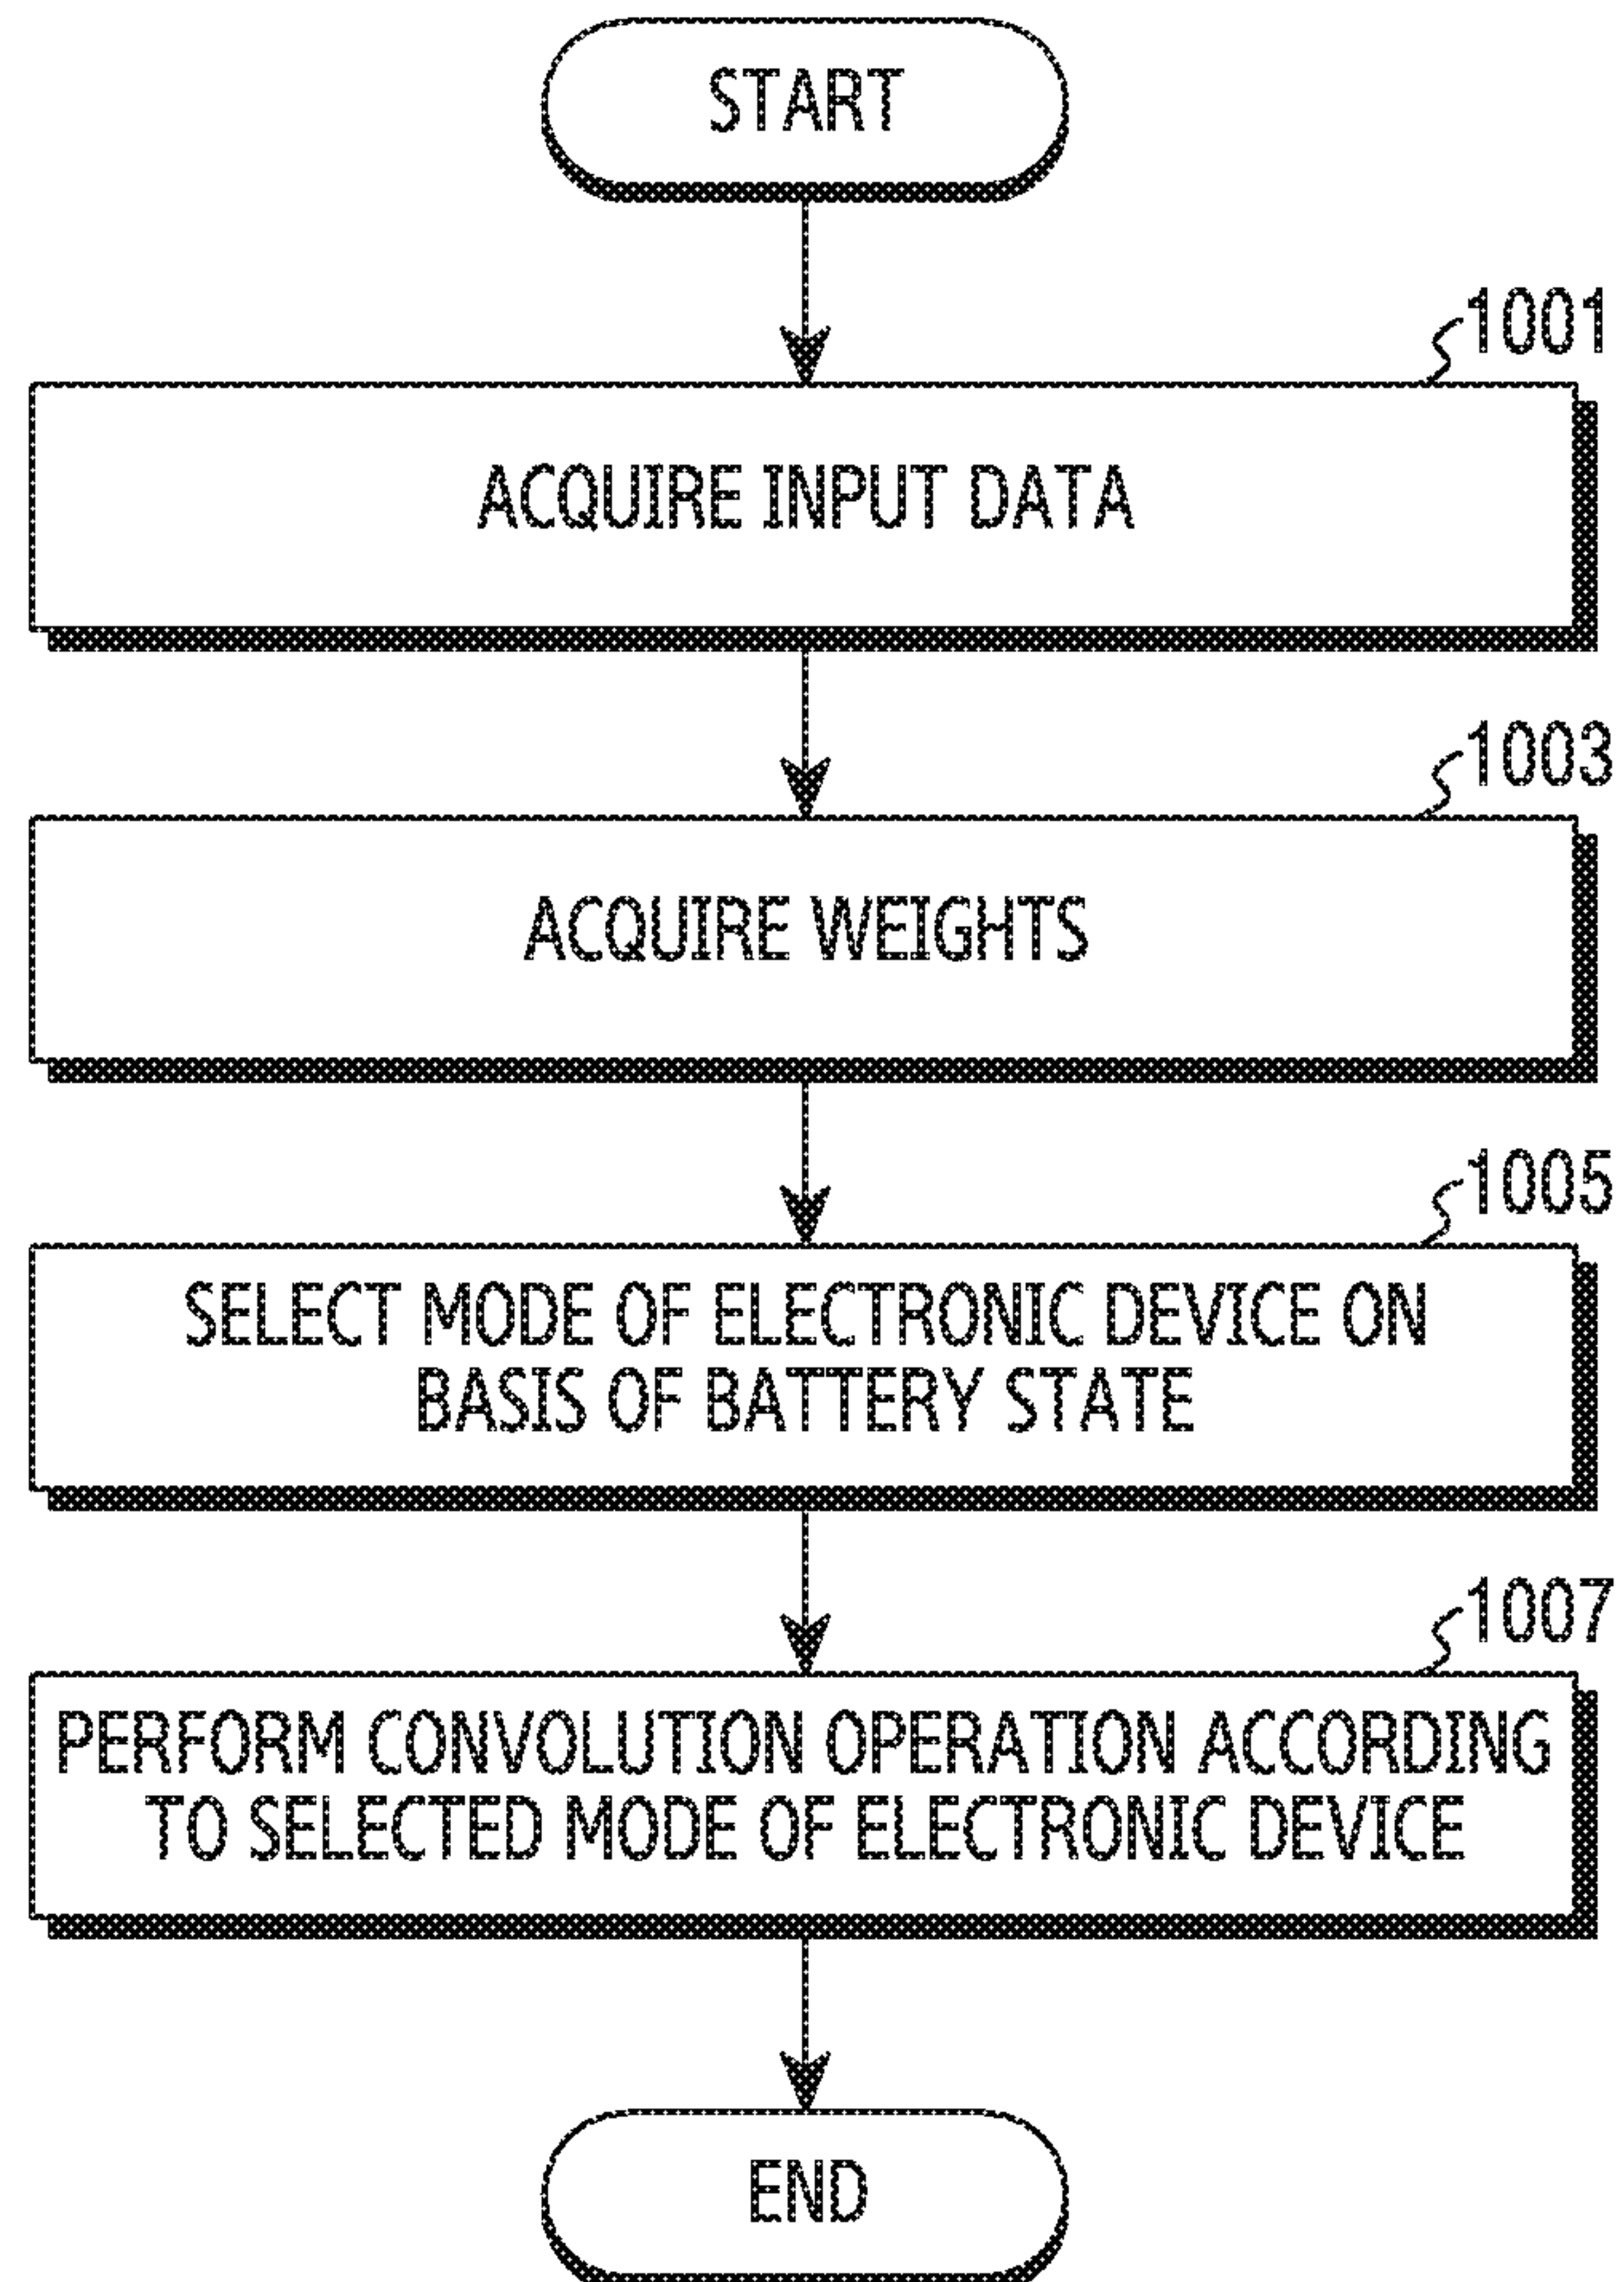 START
1001
ACQUIRE INPUT DATA
1003
ACQUIRE WEIGHTS
1005
SELECT MODE OF ELECTRONIC DEVICE ON
BASIS OF BATTERY STATE
1007
PERFORM CONVOLUTION OPERATION ACCORDING
TO SELECTED MODE OF ELECTRONIC DEVICE
END